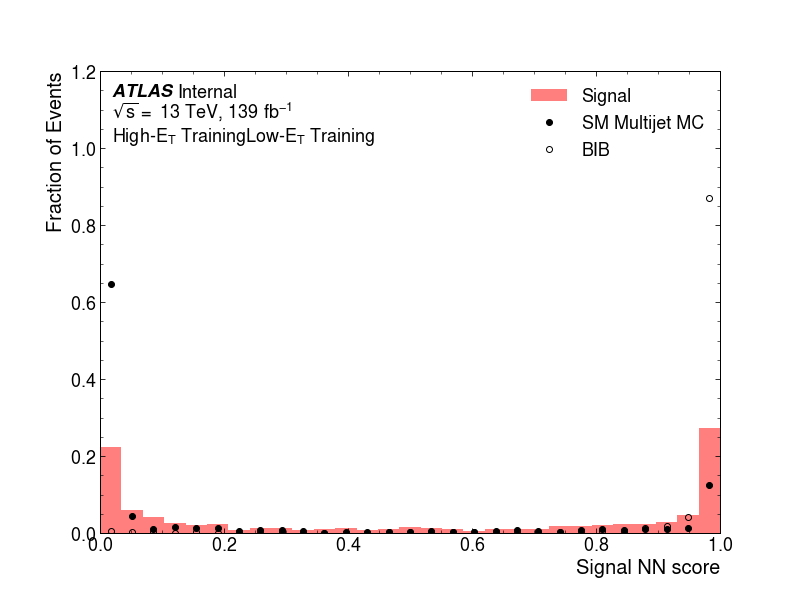 ATLAS Internal
√s = 13 TeV, 139 fb⁻¹
High-E_T TrainingLow-E_T Training
Signal
SM Multijet MC
BIB
Fraction of Events
1.2
1.0
0.8
0.6
0.4
0.2
0.0
0.0 0.2 0.4 0.6 0.8 1.0
Signal NN score